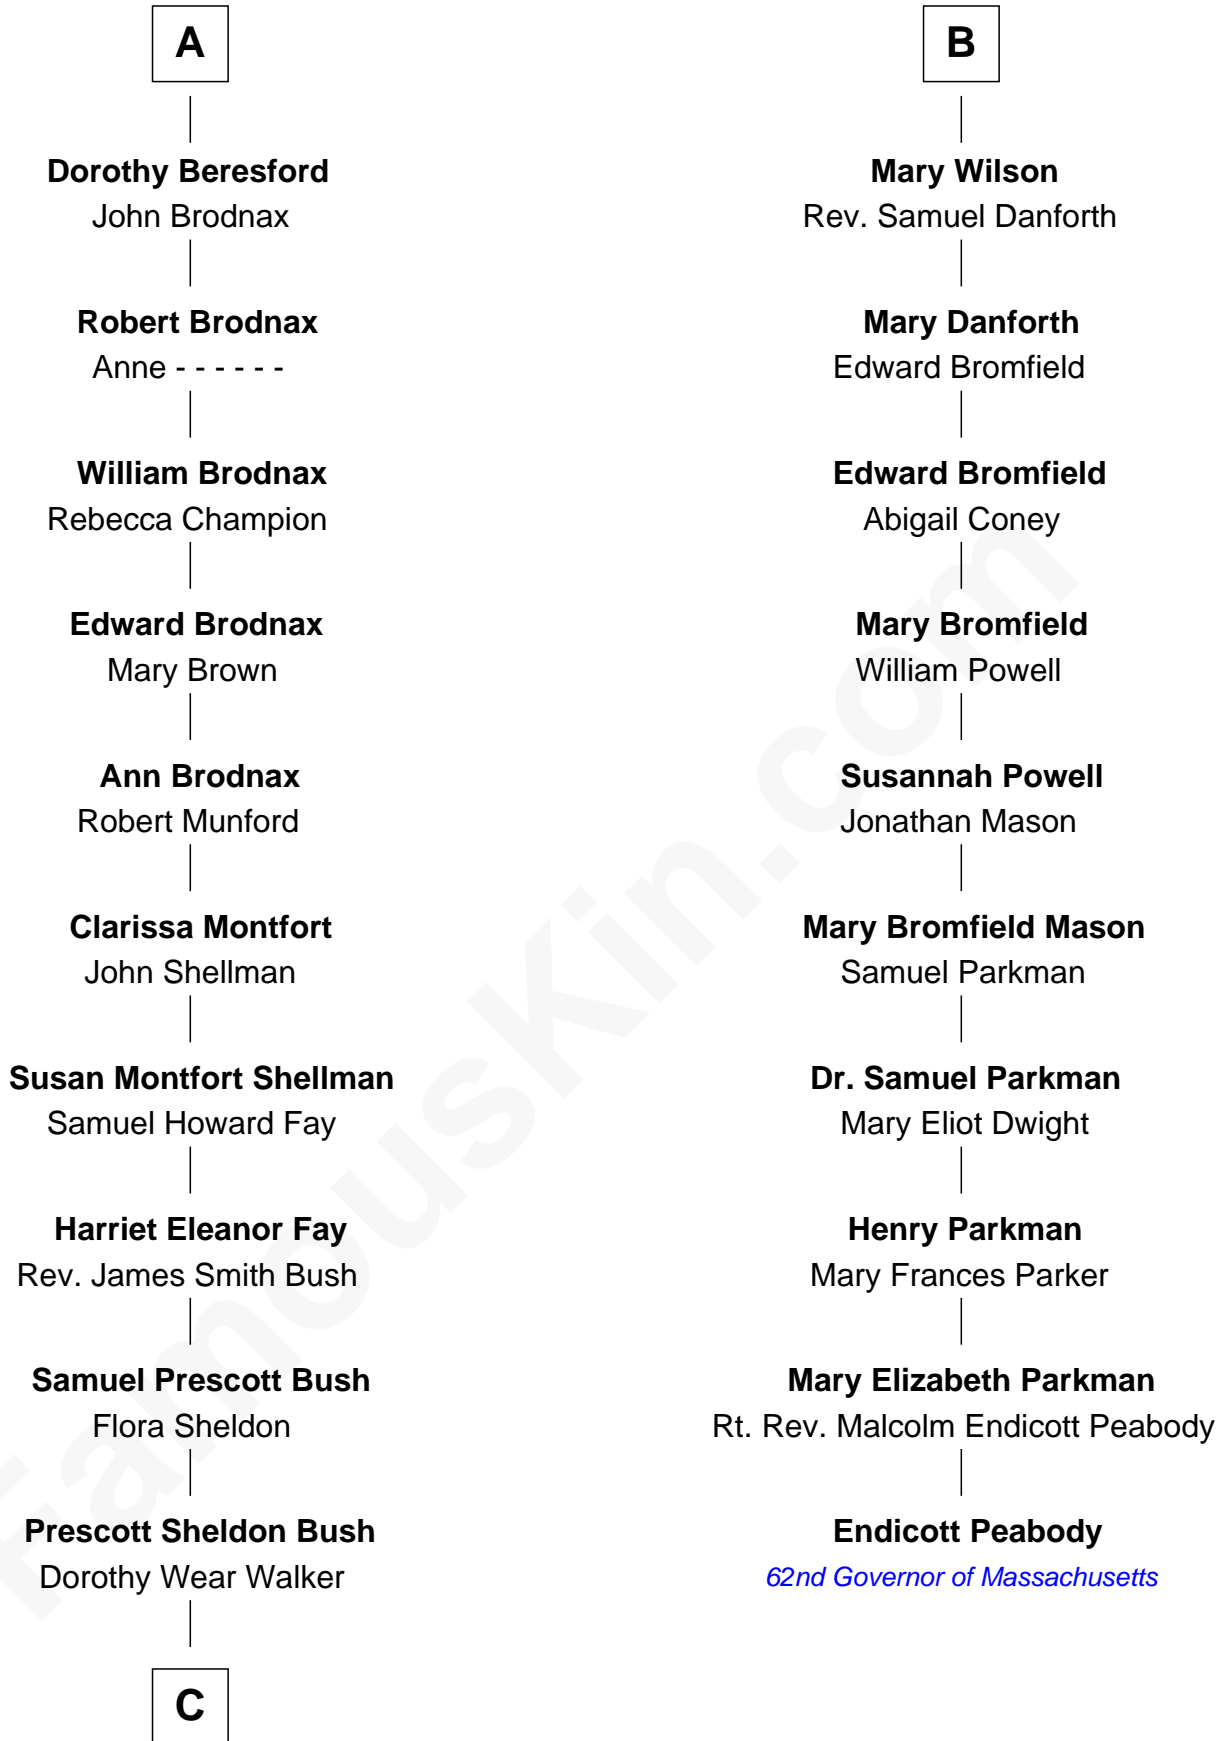 A
Dorothy Beresford
John Brodnax
Robert Brodnax
Anne - - - - - -
William Brodnax
Rebecca Champion
Edward Brodnax
Mary Brown
Ann Brodnax
Robert Munford
Clarissa Montfort
John Shellman
Susan Montfort Shellman
Samuel Howard Fay
Harriet Eleanor Fay
Rev. James Smith Bush
Samuel Prescott Bush
Flora Sheldon
Prescott Sheldon Bush
Dorothy Wear Walker
C
B
Mary Wilson
Rev. Samuel Danforth
Mary Danforth
Edward Bromfield
Edward Bromfield
Abigail Coney
Mary Bromfield
William Powell
Susannah Powell
Jonathan Mason
Mary Bromfield Mason
Samuel Parkman
Dr. Samuel Parkman
Mary Eliot Dwight
Henry Parkman
Mary Frances Parker
Mary Elizabeth Parkman
Rt. Rev. Malcolm Endicott Peabody
Endicott Peabody
62nd Governor of Massachusetts
FamousKin.com